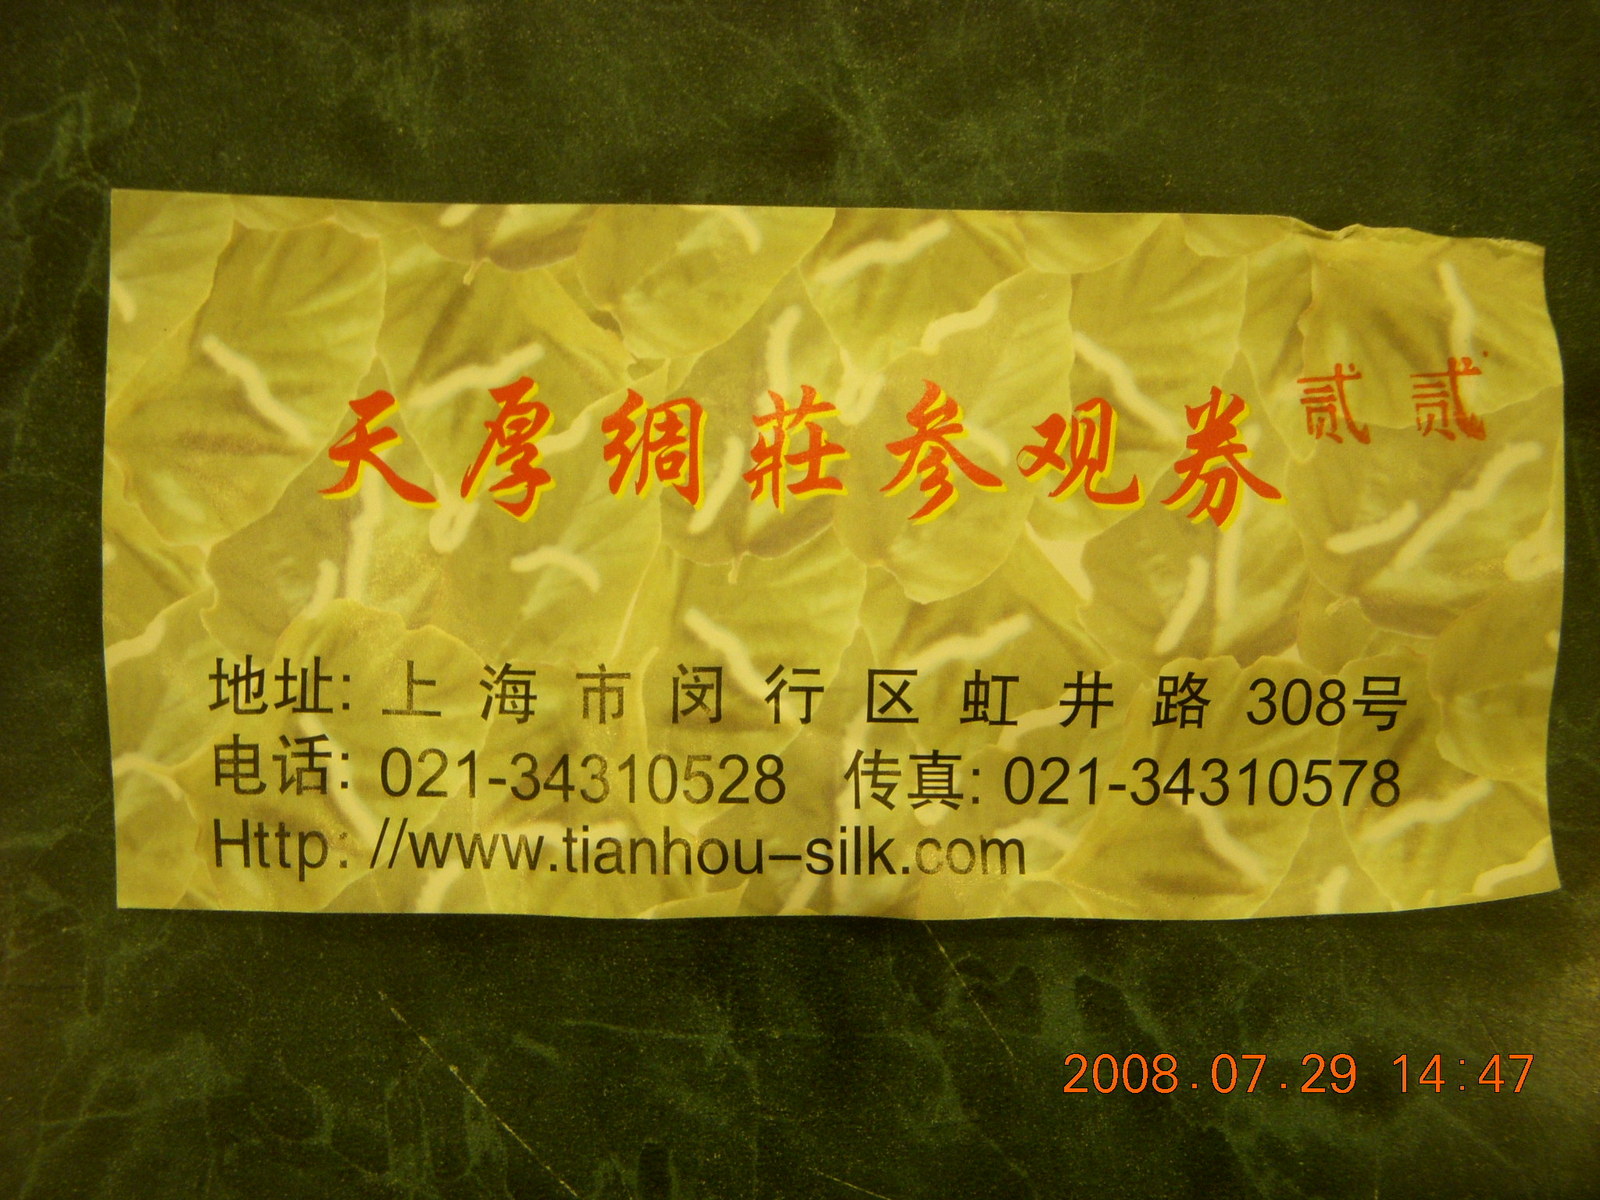 天厚绸莊参观券 贰 贰
地址: 上海市闵行区虹井路 308号
电话: 021-34310528 传真: 021-34310578
Http: //www.tianhou-silk.com
2008.07.29 14:47